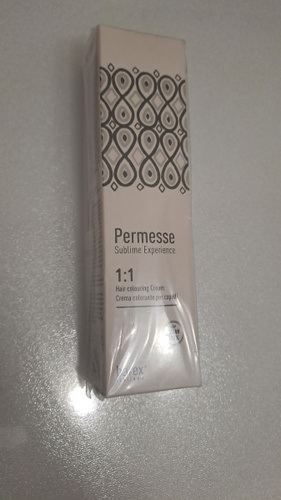 Permesse
Sublime Experience
1:1
Hair colouring Cream
Crema colorante per capelli